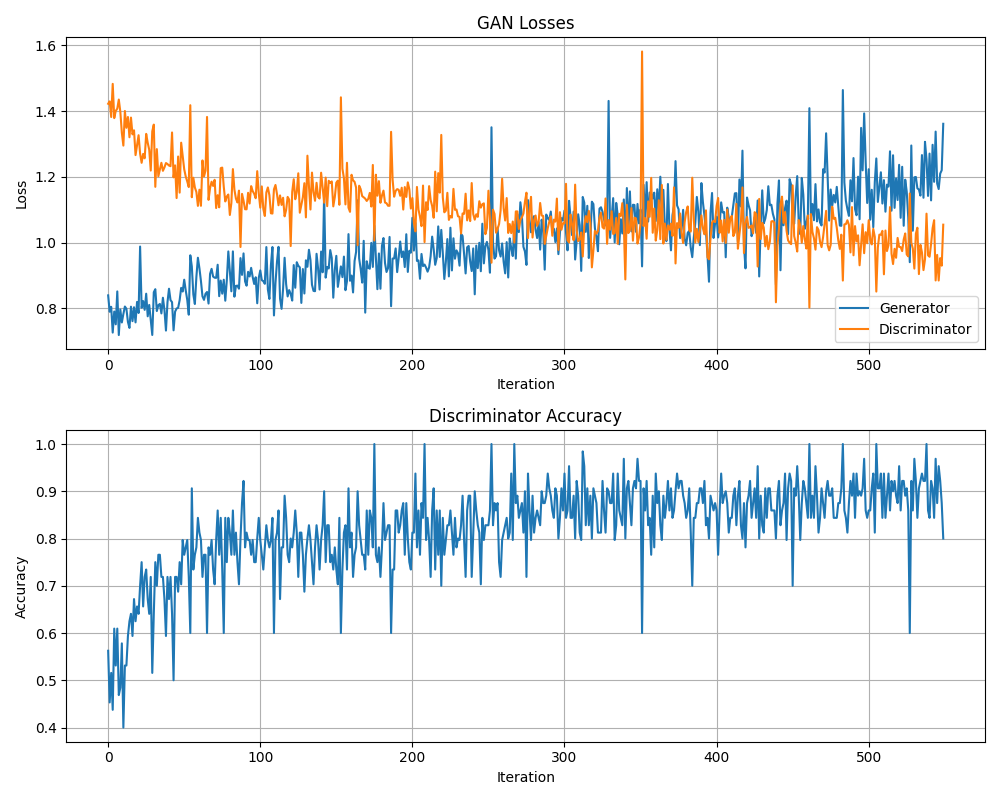 GAN Losses
1.6
1.4
1.2
1.0
0.8
Loss
0 100 200 300 400 500
Iteration
Generator
Discriminator
Discriminator Accuracy
1.0
0.9
0.8
0.7
0.6
0.5
0.4
Accuracy
0 100 200 300 400 500
Iteration